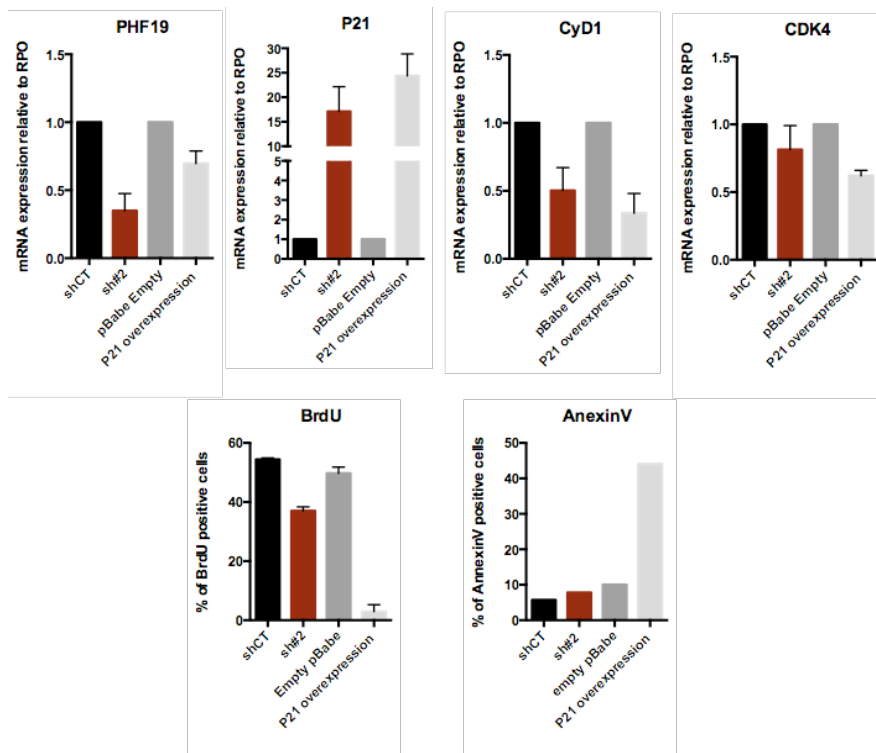 PHF19
mRNA expression relative to RPO
1.5
1.0
0.5
0.0
shCT
sh#2
pBabe Empty
P21 overexpression
P21
mRNA expression relative to RPO
30
25
20
15
10
5
4
3
2
1
0
shCT
sh#2
pBabe Empty
P21 overexpression
CyD1
mRNA expression relative to RPO
1.5
1.0
0.5
0.0
shCT
sh#2
pBabe Empty
P21 overexpression
CDK4
mRNA expression relative to RPO
1.5
1.0
0.5
0.0
shCT
sh#2
pBabe Empty
P21 overexpression
BrdU
% of BrdU positive cells
60
40
20
0
shCT
sh#2
Empty pBabe
P21 overexpression
AnexinV
% of AnnexinV positive cells
50
40
30
20
10
0
shCT
sh#2
empty pBabe
P21 overexpression